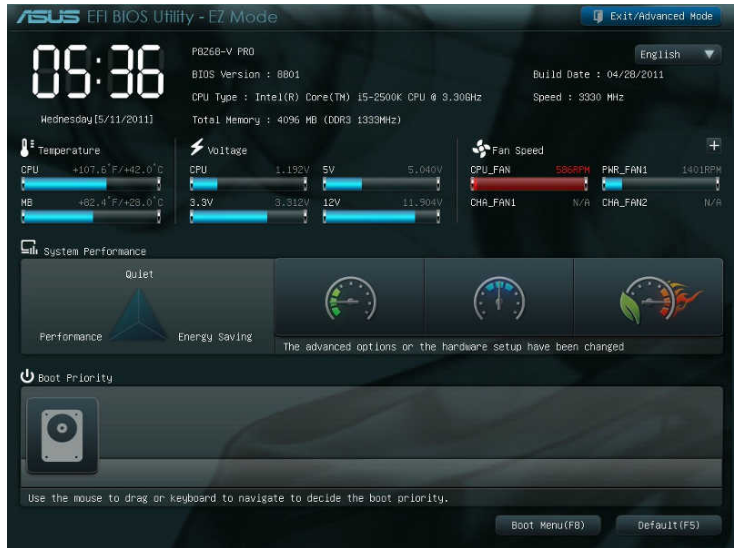 ASUS EFI BIOS Utility - EZ Mode
Exit/Advanced Mode
05:36
Wednesday[5/11/2011]
P8Z68-V PRO
English
BIOS Version : 8801
Build Date : 04/28/2011
CPU Type : Intel(R) Core(TM) i5-2500K CPU @ 3.30GHz
Speed : 3330 MHz
Total Memory : 4096 MB (DDR3 1333MHz)
Temperature
CPU +107.6°F/+42.0°C
MB +82.4°F/+28.0°C
Voltage
CPU 1.192V 5V 5.040V
3.3V 3.312V 12V 11.904V
Fan Speed
CPU_FAN 586RPM PWR_FAN1 1401RPM
CHA_FAN1 N/A CHA_FAN2 N/A
System Performance
Quiet
Performance
Energy Saving
The advanced options or the hardware setup have been changed
Boot Priority
Use the mouse to drag or keyboard to navigate to decide the boot priority.
Boot Menu(F8)
Default(F5)